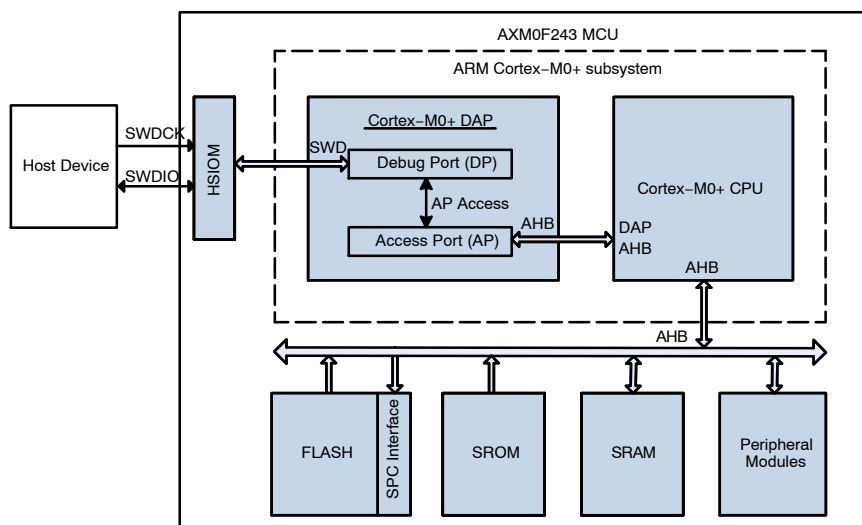 AXM0F243 MCU
ARM Cortex−M0+ subsystem
Host Device
SWDCK
SWDIO
HSIOM
SWD
Cortex−M0+ DAP
Debug Port (DP)
AP Access
Access Port (AP)
AHB
Cortex−M0+ CPU
DAP
AHB
AHB
AHB
FLASH
SPC Interface
SROM
SRAM
Peripheral
Modules